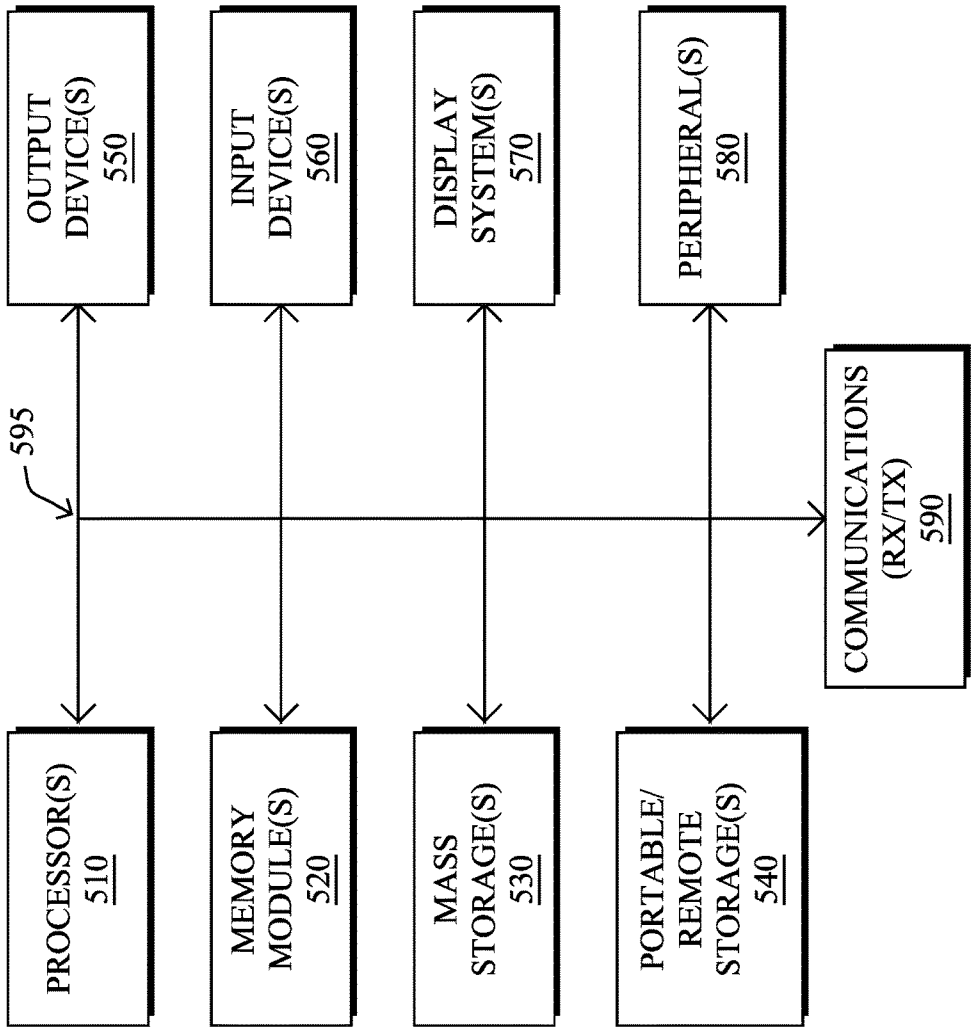 595
PROCESSOR(S)
510
OUTPUT
DEVICE(S)
550
MEMORY
MODULE(S)
520
INPUT
DEVICE(S)
560
MASS
STORAGE(S)
530
DISPLAY
SYSTEM(S)
570
PORTABLE/
REMOTE
STORAGE(S)
540
PERIPHERAL(S)
580
COMMUNICATIONS
(RX/TX)
590